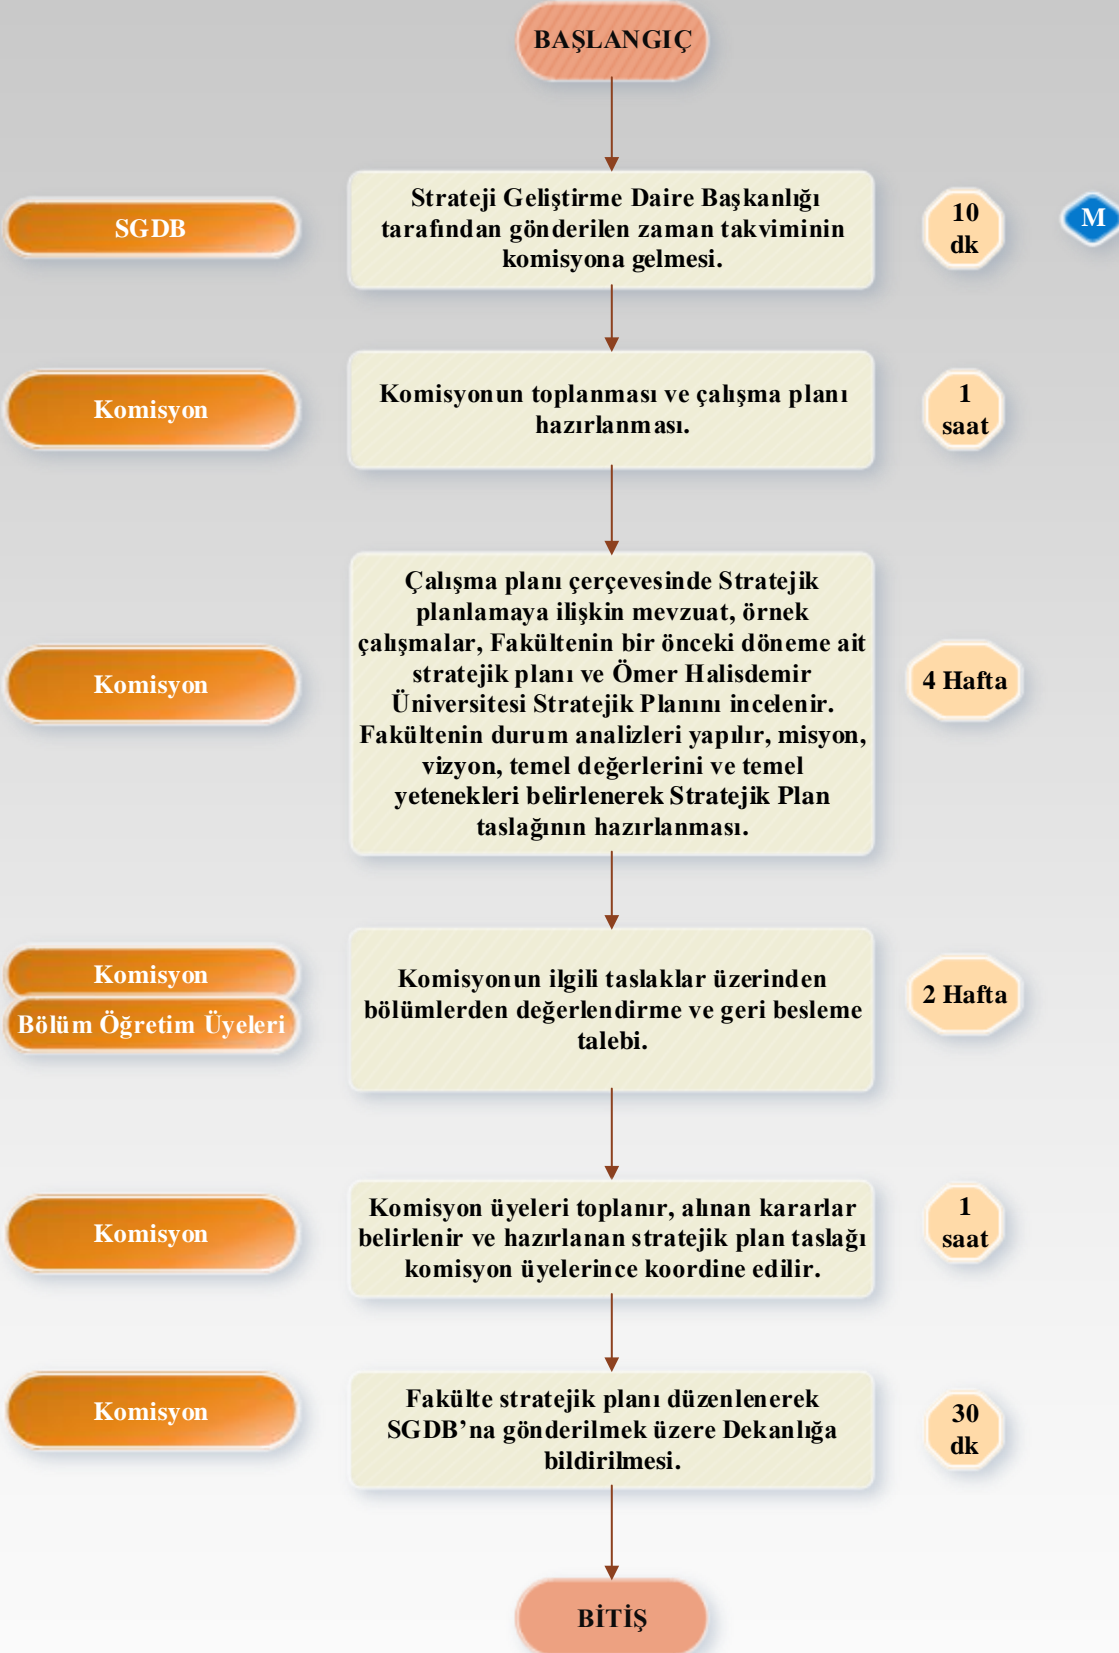 BAŞLANGIÇ
SGDB
Strateji Geliştirme Daire Başkanlığı
tarafından gönderilen zaman takviminin
komisyona gelmesi.
10
dk
M
Komisyon
Komisyonun toplanması ve çalışma planı
hazırlanması.
1
saat
Komisyon
Çalışma planı çerçevesinde Stratejik
planlamaya ilişkin mevzuat, örnek
çalışmalar, Fakültenin bir önceki döneme ait
stratejik planı ve Ömer Halisdemir
Üniversitesi Stratejik Planını incelenir.
Fakültenin durum analizleri yapılır, misyon,
vizyon, temel değerlerini ve temel
yetenekleri belirlenerek Stratejik Plan
taslağının hazırlanması.
4 Hafta
Komisyon
Bölüm Öğretim Üyeleri
Komisyonun ilgili taslaklar üzerinden
bölümlerden değerlendirme ve geri besleme
talebi.
2 Hafta
Komisyon
Komisyon üyeleri toplanır, alınan kararlar
belirlenir ve hazırlanan stratejik plan taslağı
komisyon üyelerince koordine edilir.
1
saat
Komisyon
Fakülte stratejik planı düzenlenerek
SGDB’na gönderilmek üzere Dekanlığa
bildirilmesi.
30
dk
BİTİŞ